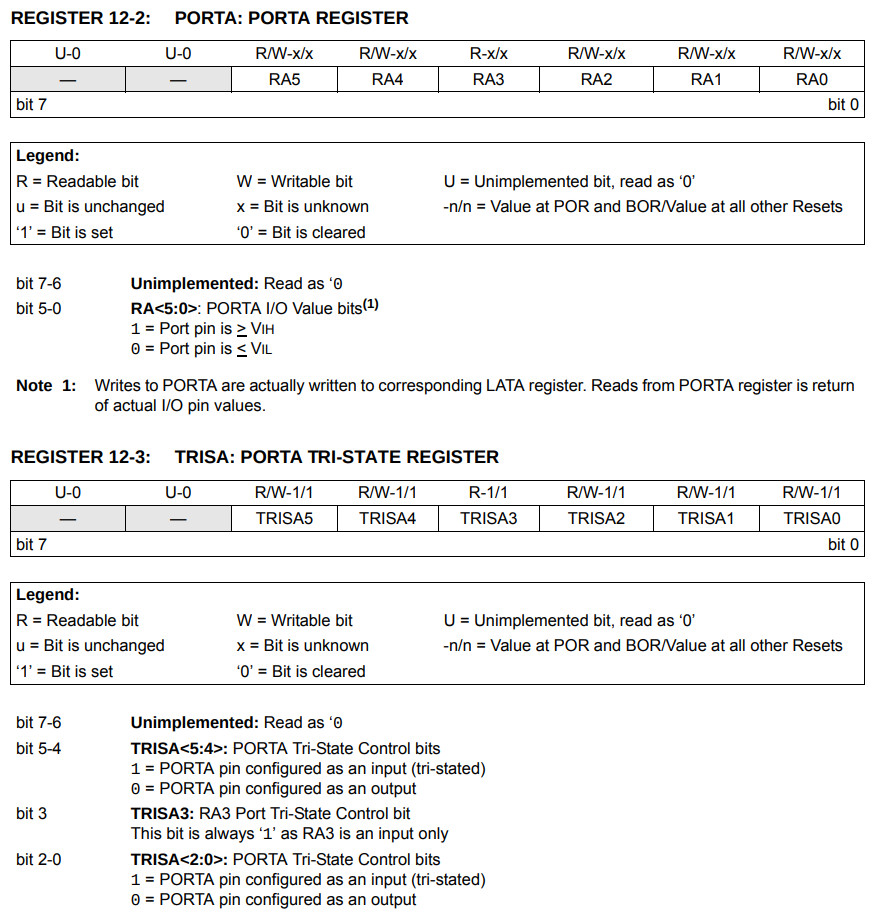 REGISTER 12-2: PORTA: PORTA REGISTER
U-0 U-0 R/W-x/x R/W-x/x R-x/x R/W-x/x R/W-x/x R/W-x/x
— — RA5 RA4 RA3 RA2 RA1 RA0
bit 7 bit 0
Legend:
R = Readable bit W = Writable bit U = Unimplemented bit, read as ‘0’
u = Bit is unchanged x = Bit is unknown -n/n = Value at POR and BOR/Value at all other Resets
‘1’ = Bit is set ‘0’ = Bit is cleared
bit 7-6 Unimplemented: Read as ‘0
bit 5-0 RA<5:0>: PORTA I/O Value bits(1)
1 = Port pin is ≥ VIH
0 = Port pin is ≤ VIL
Note 1: Writes to PORTA are actually written to corresponding LATA register. Reads from PORTA register is return
of actual I/O pin values.
REGISTER 12-3: TRISA: PORTA TRI-STATE REGISTER
U-0 U-0 R/W-1/1 R/W-1/1 R-1/1 R/W-1/1 R/W-1/1 R/W-1/1
— — TRISA5 TRISA4 TRISA3 TRISA2 TRISA1 TRISA0
bit 7 bit 0
Legend:
R = Readable bit W = Writable bit U = Unimplemented bit, read as ‘0’
u = Bit is unchanged x = Bit is unknown -n/n = Value at POR and BOR/Value at all other Resets
‘1’ = Bit is set ‘0’ = Bit is cleared
bit 7-6 Unimplemented: Read as ‘0
bit 5-4 TRISA<5:4>: PORTA Tri-State Control bits
1 = PORTA pin configured as an input (tri-stated)
0 = PORTA pin configured as an output
bit 3 TRISA3: RA3 Port Tri-State Control bit
This bit is always ‘1’ as RA3 is an input only
bit 2-0 TRISA<2:0>: PORTA Tri-State Control bits
1 = PORTA pin configured as an input (tri-stated)
0 = PORTA pin configured as an output